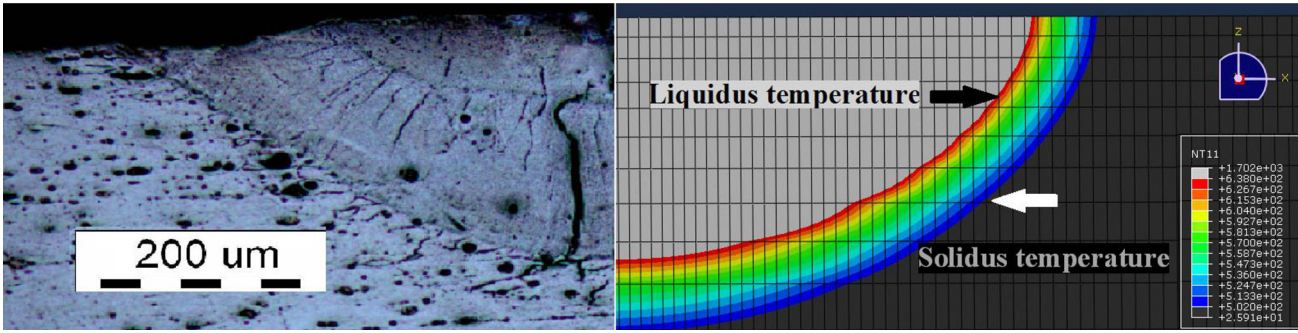 200 um
Liquidus temperature
Solidus temperature
Z
X
NT11
+1.702e+03
+6.380e+02
+6.267e+02
+6.153e+02
+6.040e+02
+5.927e+02
+5.813e+02
+5.700e+02
+5.587e+02
+5.473e+02
+5.360e+02
+5.247e+02
+5.133e+02
+5.020e+02
+2.591e+01